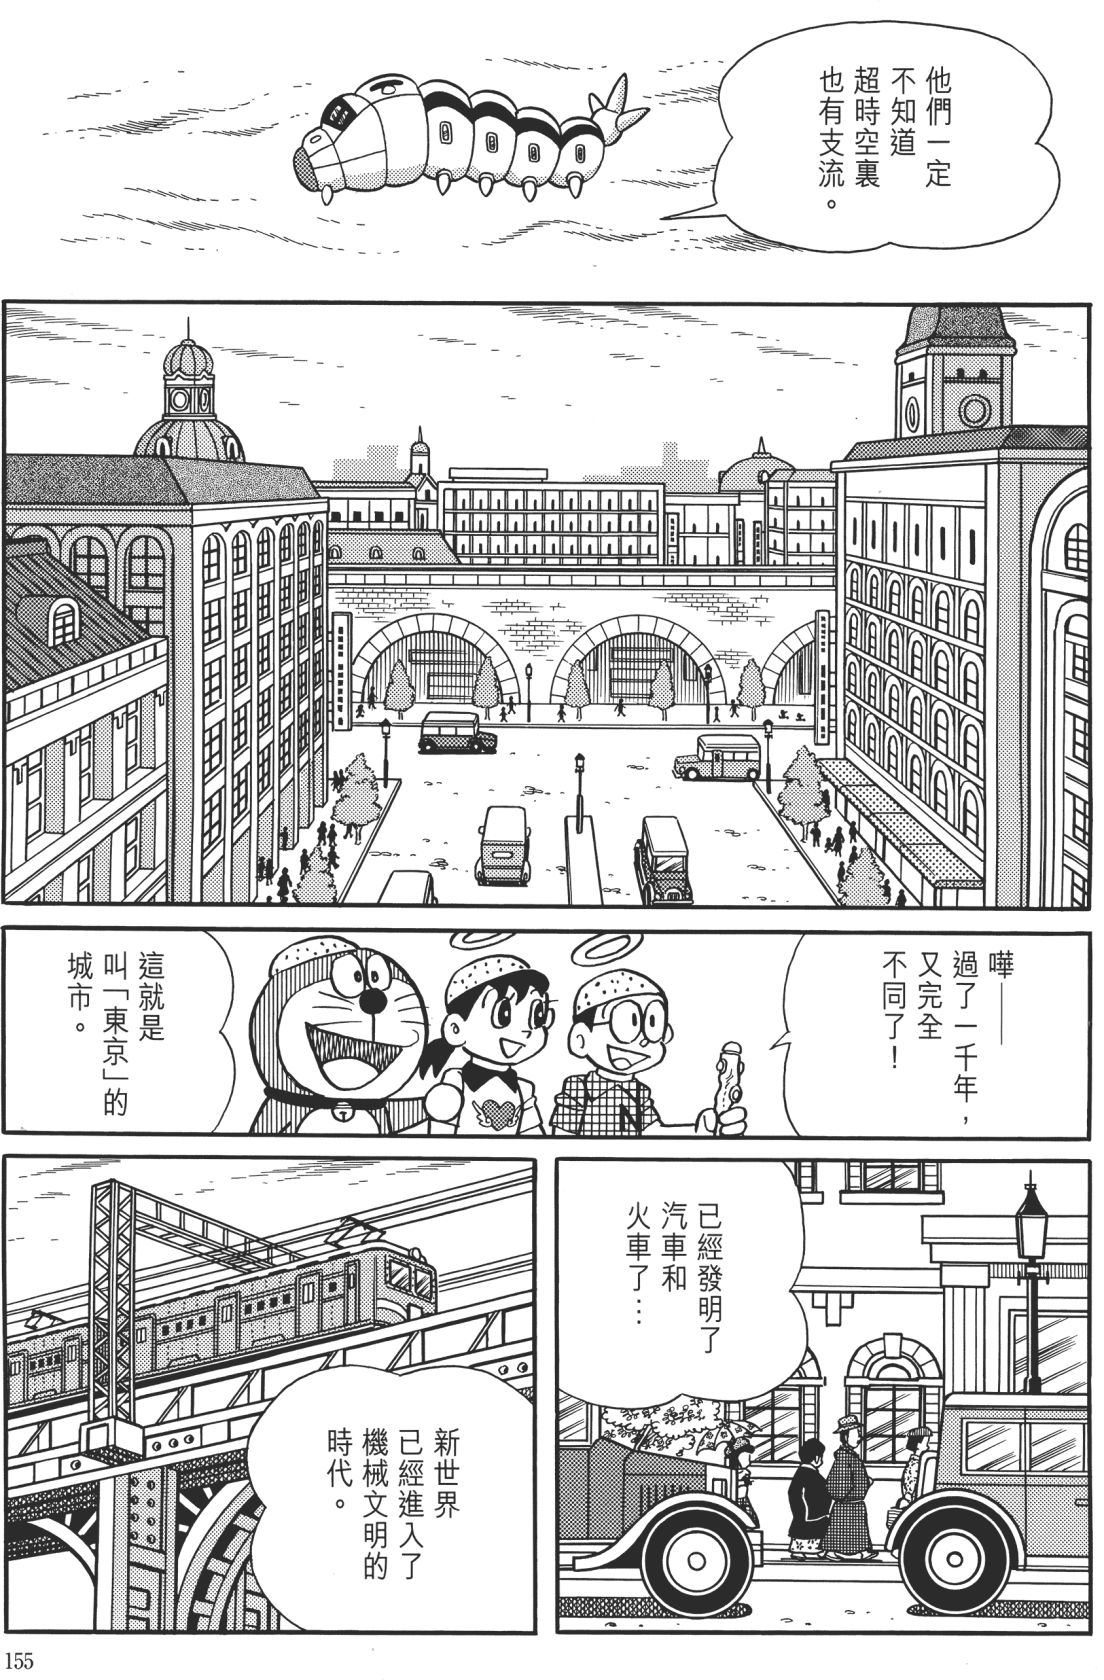 他們一定
不知道
超時空裏
也有支流。
嘩——
過了一千年，
又完全
不同了！
這就是
叫「東京」的
城市。
已經發明了
汽車和
火車了…
新世界
已經進入了
機械文明的
時代。
N
155